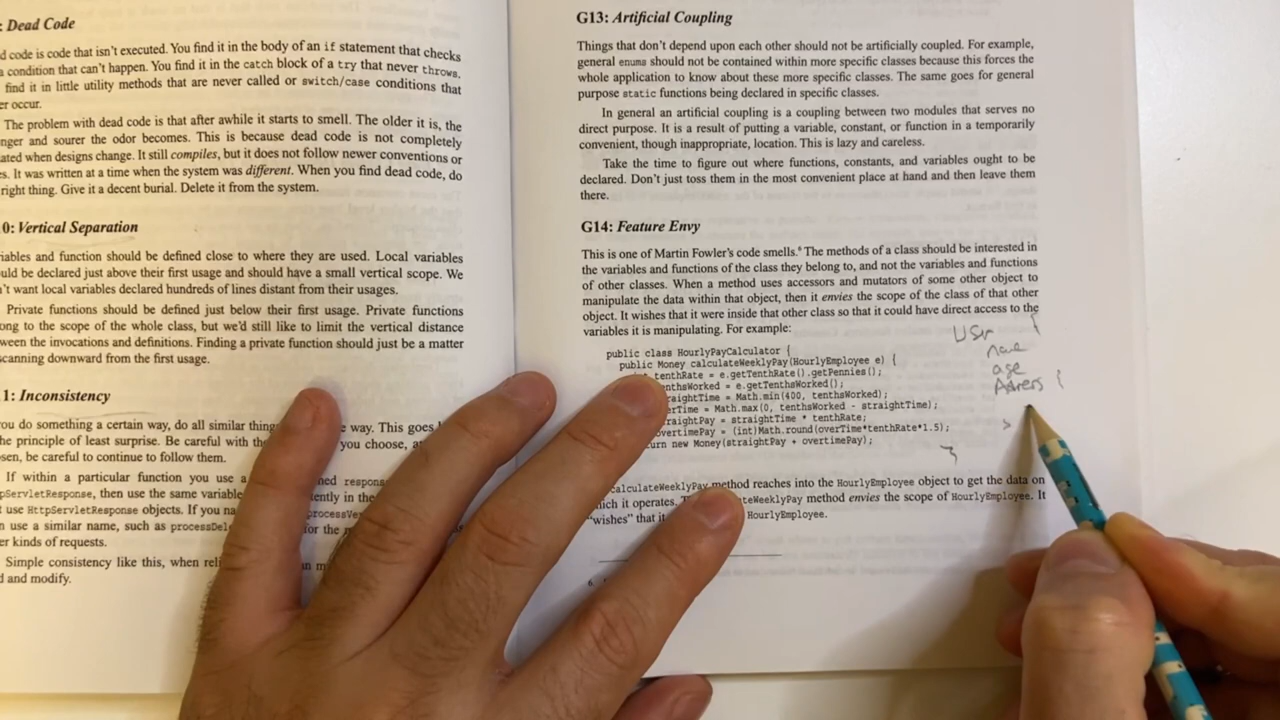 : Dead Code
d code is code that isn't executed. You find it in the body of an if statement that checks
a condition that can't happen. You find it in the catch block of a try that never throws.
find it in little utility methods that are never called or switch/case conditions that
er occur.
The problem with dead code is that after awhile it starts to smell. The older it is, the
nger and sourer the odor becomes. This is because dead code is not completely
ated when designs change. It still compiles, but it does not follow newer conventions or
es. It was written at a time when the system was different. When you find dead code, do
right thing. Give it a decent burial. Delete it from the system.
0: Vertical Separation
iables and function should be defined close to where they are used. Local variables
uld be declared just above their first usage and should have a small vertical scope. We
't want local variables declared hundreds of lines distant from their usages.
Private functions should be defined just below their first usage. Private functions
ong to the scope of the whole class, but we'd still like to limit the vertical distance
ween the invocations and definitions. Finding a private function should just be a matter
scanning downward from the first usage.
1: Inconsistency
ou do something a certain way, do all similar things e way. This goes
he principle of least surprise. Be careful with the you choose, a
sen, be careful to continue to follow them.
If within a particular function you use a ned respons
pServletResponse, then use the same variable ently in the
t use HttpServletResponse objects. If you na processVe
n use a similar name, such as processDel for the
er kinds of requests.
Simple consistency like this, when reli an m
d and modify.
G13: Artificial Coupling
Things that don't depend upon each other should not be artificially coupled. For example,
general enums should not be contained within more specific classes because this forces the
whole application to know about these more specific classes. The same goes for general
purpose static functions being declared in specific classes.
In general an artificial coupling is a coupling between two modules that serves no
direct purpose. It is a result of putting a variable, constant, or function in a temporarily
convenient, though inappropriate, location. This is lazy and careless.
Take the time to figure out where functions, constants, and variables ought to be
declared. Don't just toss them in the most convenient place at hand and then leave them
there.
G14: Feature Envy
This is one of Martin Fowler's code smells.6 The methods of a class should be interested in
the variables and functions of the class they belong to, and not the variables and functions
of other classes. When a method uses accessors and mutators of some other object to
manipulate the data within that object, then it envies the scope of the class of that other
object. It wishes that it were inside that other class so that it could have direct access to the
variables it is manipulating. For example:
public class HourlyPayCalculator {
public Money calculateWeeklyPay(HourlyEmployee e) {
tenthRate = e.getTenthRate().getPennies();
enthsWorked = e.getTenthsWorked();
raightTime = Math.min(400, tenthsWorked);
erTime = Math.max(0, tenthsWorked - straightTime);
raightPay = straightTime * tenthRate;
overtimePay = (int)Math.round(overTime*tenthRate*1.5);
urn new Money(straightPay + overtimePay);
alculateWeeklyPay method reaches into the HourlyEmployee object to get the data on
ich it operates. T teWeeklyPay method envies the scope of HourlyEmployee. It
"wishes" that it HourlyEmployee.
6
age
}